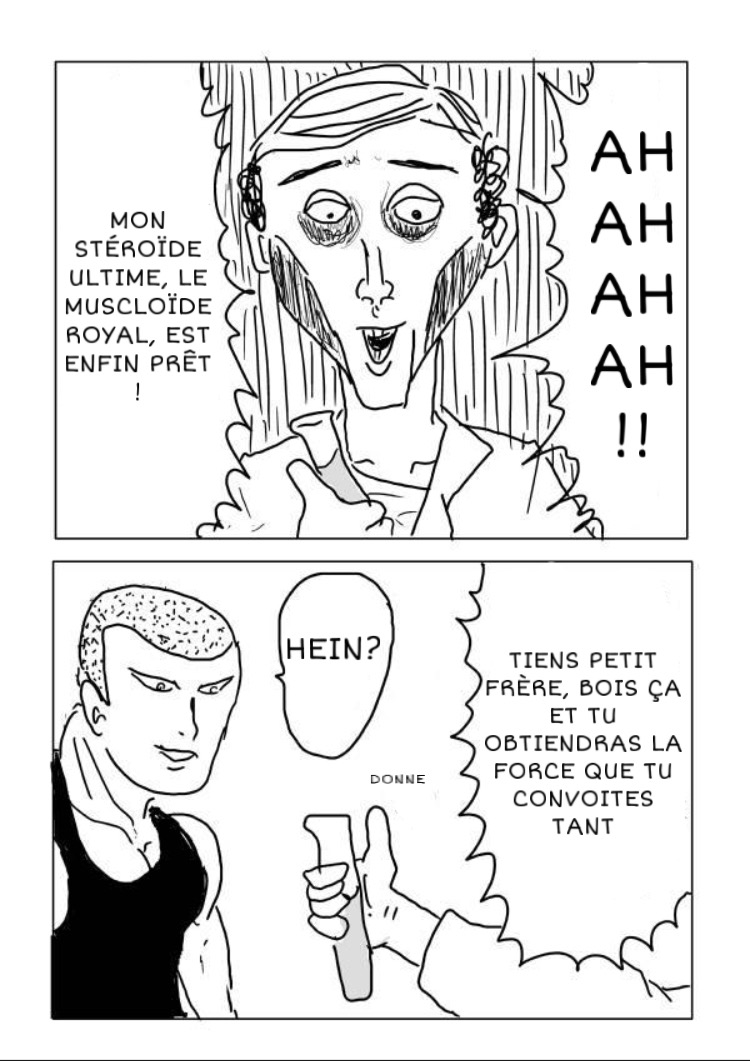 MON
STÉROÏDE
ULTIME, LE
MUSCLOÏDE
ROYAL, EST
ENFIN PRÊT
!
AH
AH
AH
AH
!!
HEIN?
TIENS PETIT
FRÈRE, BOIS ÇA
ET TU
OBTIENDRAS LA
FORCE QUE TU
CONVOITES
TANT
DONNE